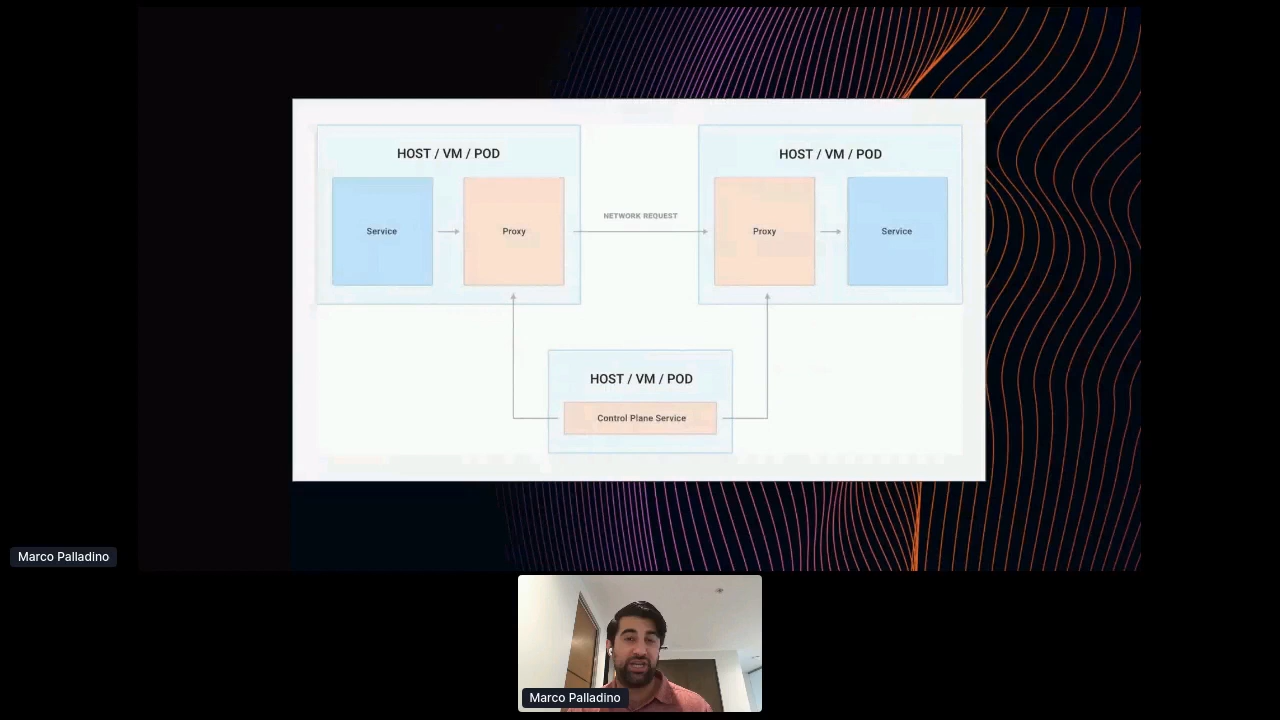 HOST / VM / POD
HOST / VM / POD
Service
Proxy
NETWORK REQUEST
Proxy
Service
HOST / VM / POD
Control Plane Service
Marco Palladino
Marco Palladino